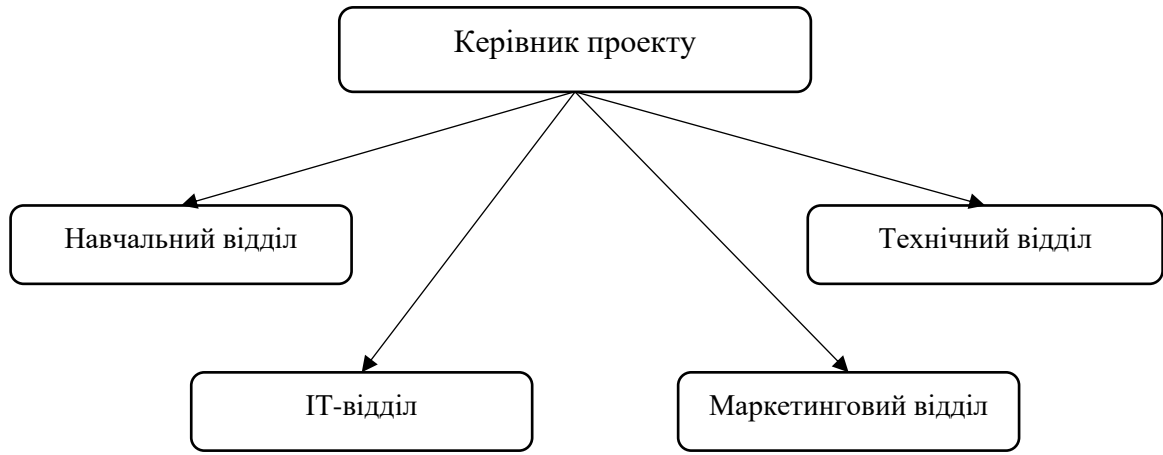 Керівник проекту
Навчальний відділ
Технічний відділ
ІТ-відділ
Маркетинговий відділ